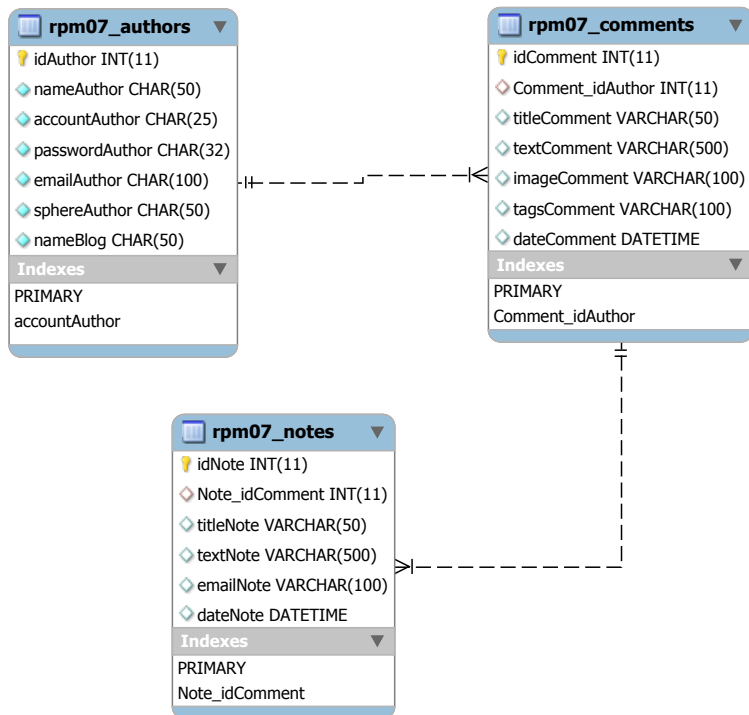 rpm07_authors
idAuthor INT(11)
nameAuthor CHAR(50)
accountAuthor CHAR(25)
passwordAuthor CHAR(32)
emailAuthor CHAR(100)
sphereAuthor CHAR(50)
nameBlog CHAR(50)
Indexes
PRIMARY
accountAuthor
rpm07_comments
idComment INT(11)
Comment_idAuthor INT(11)
titleComment VARCHAR(50)
textComment VARCHAR(500)
imageComment VARCHAR(100)
tagsComment VARCHAR(100)
dateComment DATETIME
Indexes
PRIMARY
Comment_idAuthor
rpm07_notes
idNote INT(11)
Note_idComment INT(11)
titleNote VARCHAR(50)
textNote VARCHAR(500)
emailNote VARCHAR(100)
dateNote DATETIME
Indexes
PRIMARY
Note_idComment